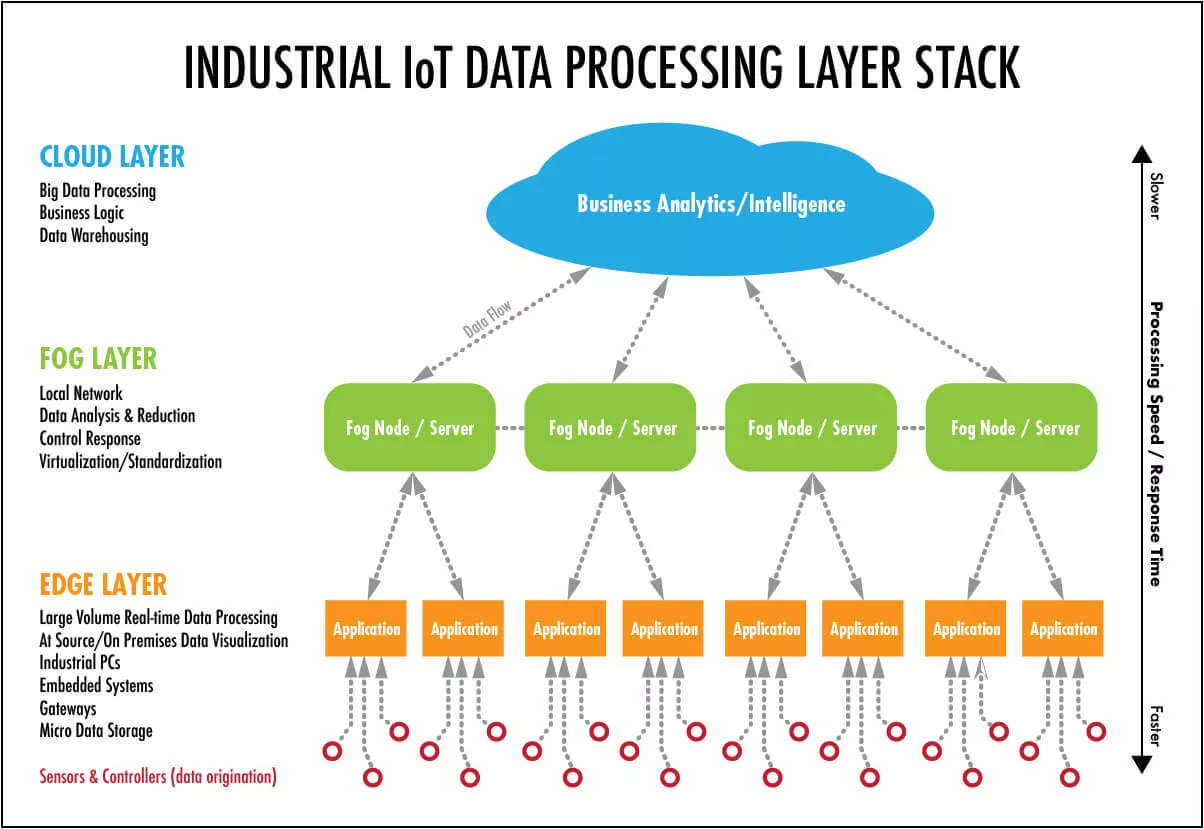 INDUSTRIAL IoT DATA PROCESSING LAYER STACK
CLOUD LAYER
Big Data Processing
Business Logic
Data Warehousing
Business Analytics/Intelligence
Slower
Data Flow
Processing Speed / Response Time
FOG LAYER
Local Network
Data Analysis & Reduction
Control Response
Virtualization/Standardization
Fog Node / Server
Fog Node / Server
Fog Node / Server
Fog Node / Server
EDGE LAYER
Large Volume Real-time Data Processing
At Source/On Premises Data Visualization
Industrial PCs
Embedded Systems
Gateways
Micro Data Storage
Application
Application
Application
Application
Application
Application
Application
Application
Faster
Sensors & Controllers (data origination)